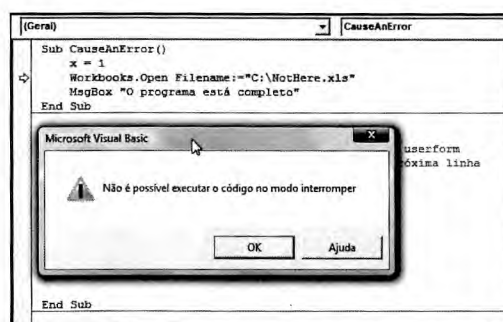 (Geral)
CauseAnError
Sub CauseAnError()
x = 1
Workbooks.Open Filename:="C:\NotHere.xls"
MsgBox "O programa está completo"
End Sub
Microsoft Visual Basic
userform
óxima linha
Não é possível executar o código no modo interromper
OK
Ajuda
End Sub